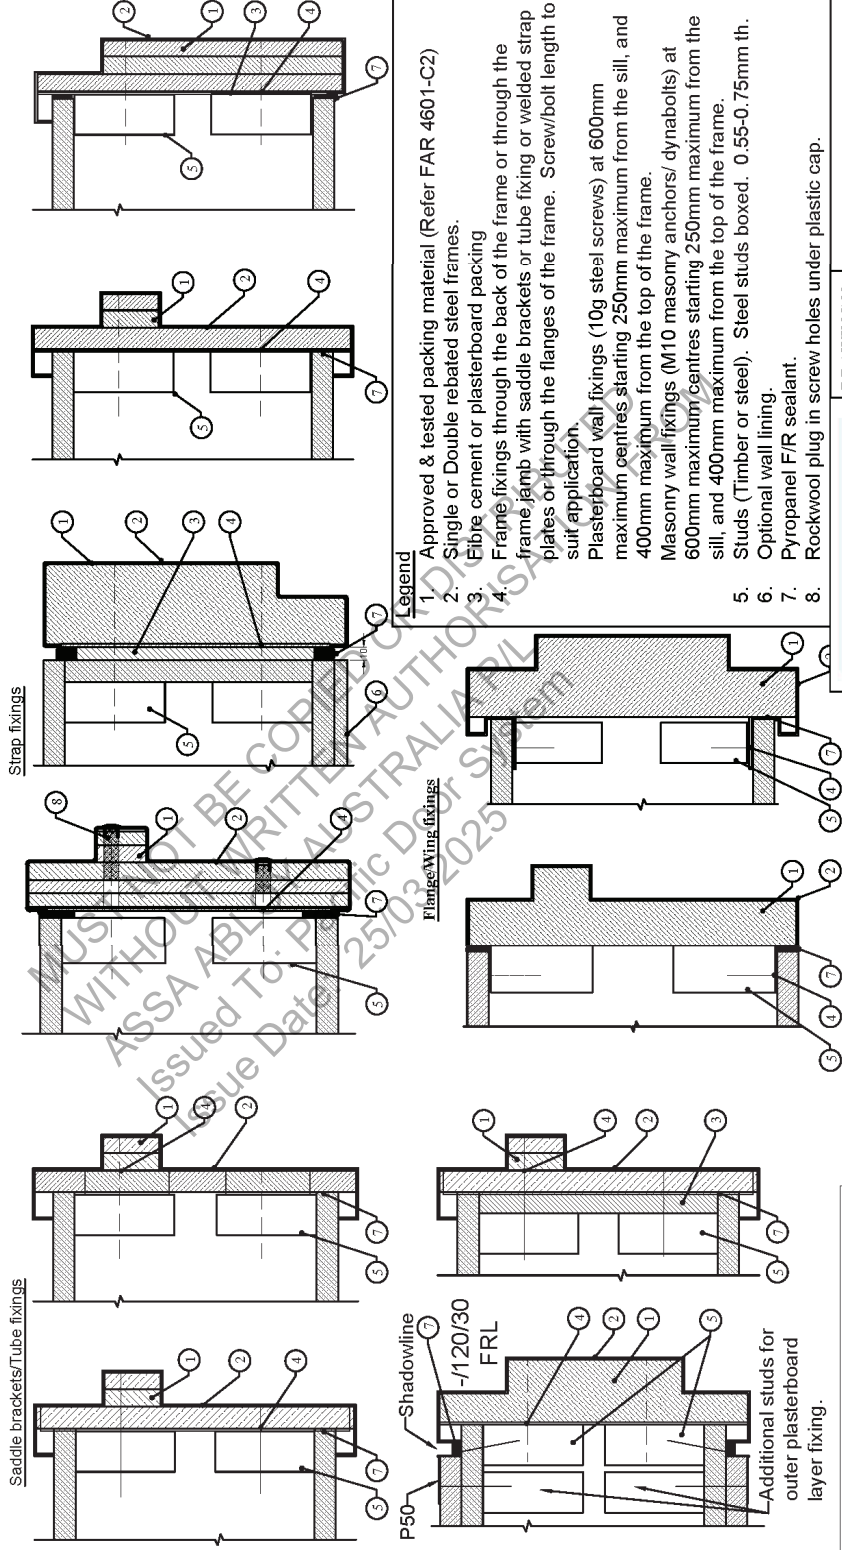 Saddle brackets/Tube fixings
Strap fixings
Flange/Wing fixings
P50
Shadowline
-/120/30
FRL
Additional studs for
outer plasterboard
layer fixing.
10
Legend
1. Approved & tested packing material (Refer FAR 4601-C2)
2. Single or Double rebated steel frames.
3. Fibre cement or plasterboard packing
4. Frame fixings through the back of the frame or through the
frame jamb with saddle brackets or tube fixing or welded strap
plates or through the flanges of the frame. Screw/bolt length to
suit application
Plasterboard wall fixings (10g steel screws) at 600mm
maximum centres starting 250mm maximum from the sill, and
400mm maximum from the top of the frame.
Masonry wall fixings (M10 masonry anchors/ dynabolts) at
600mm maximum centres starting 250mm maximum from the
sill, and 400mm maximum from the top of the frame.
5. Studs (Timber or steel). Steel studs boxed. 0.55-0.75mm th.
6. Optional wall lining.
7. Pyropanel F/R sealant.
8. Rockwool plug in screw holes under plastic cap.
MUST NOT BE COPIED OR DISTRIBUTED
WITHOUT WRITTEN AUTHORISATION FROM
ASSA ABLOY AUSTRALIA P/L
Issued To: Pacific Door System
Issue Date: 25/03/2025